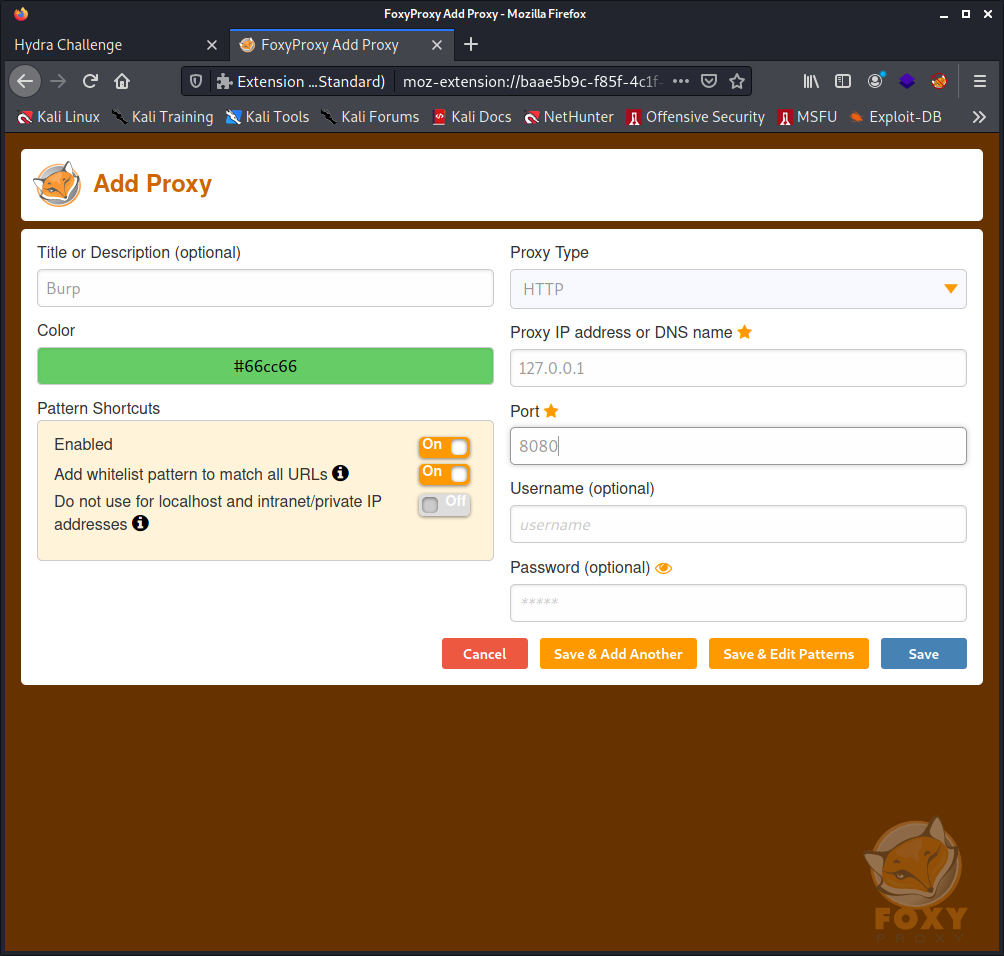 FoxyProxy Add Proxy - Mozilla Firefox
Hydra Challenge
FoxyProxy Add Proxy
Extension ...Standard)
moz-extension://baae5b9c-f85f-4c1f-
Kali Linux
Kali Training
Kali Tools
Kali Forums
Kali Docs
NetHunter
Offensive Security
MSFU
Exploit-DB
Add Proxy
Title or Description (optional)
Burp
Color
#66cc66
Pattern Shortcuts
Enabled
On
Add whitelist pattern to match all URLs
On
Do not use for localhost and intranet/private IP
addresses
Off
Proxy Type
HTTP
Proxy IP address or DNS name
127.0.0.1
Port
8080
Username (optional)
username
Password (optional)
*****
Cancel
Save & Add Another
Save & Edit Patterns
Save
FOXY
PROXY